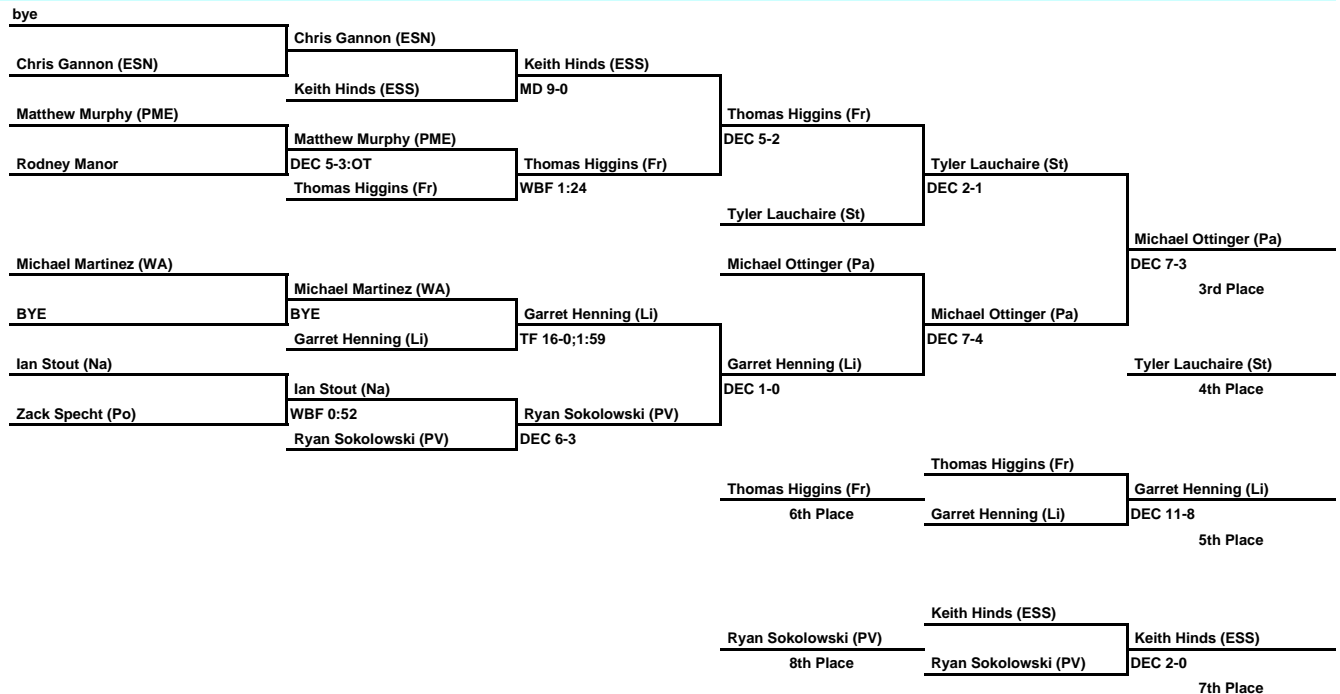 bye
Chris Gannon (ESN)
Chris Gannon (ESN)
Keith Hinds (ESS)
Keith Hinds (ESS)
MD 9-0
Matthew Murphy (PME)
Thomas Higgins (Fr)
Matthew Murphy (PME)
DEC 5-2
Rodney Manor
DEC 5-3:OT
Thomas Higgins (Fr)
Tyler Lauchaire (St)
Thomas Higgins (Fr)
WBF 1:24
DEC 2-1
Tyler Lauchaire (St)
Michael Ottinger (Pa)
Michael Martinez (WA)
Michael Ottinger (Pa)
DEC 7-3
Michael Martinez (WA)
3rd Place
BYE
BYE
Garret Henning (Li)
Michael Ottinger (Pa)
Garret Henning (Li)
TF 16-0;1:59
DEC 7-4
Ian Stout (Na)
Garret Henning (Li)
Tyler Lauchaire (St)
Ian Stout (Na)
DEC 1-0
4th Place
Zack Specht (Po)
WBF 0:52
Ryan Sokolowski (PV)
Ryan Sokolowski (PV)
DEC 6-3
Thomas Higgins (Fr)
Thomas Higgins (Fr)
Garret Henning (Li)
6th Place
Garret Henning (Li)
DEC 11-8
5th Place
Keith Hinds (ESS)
Ryan Sokolowski (PV)
Keith Hinds (ESS)
8th Place
Ryan Sokolowski (PV)
DEC 2-0
7th Place